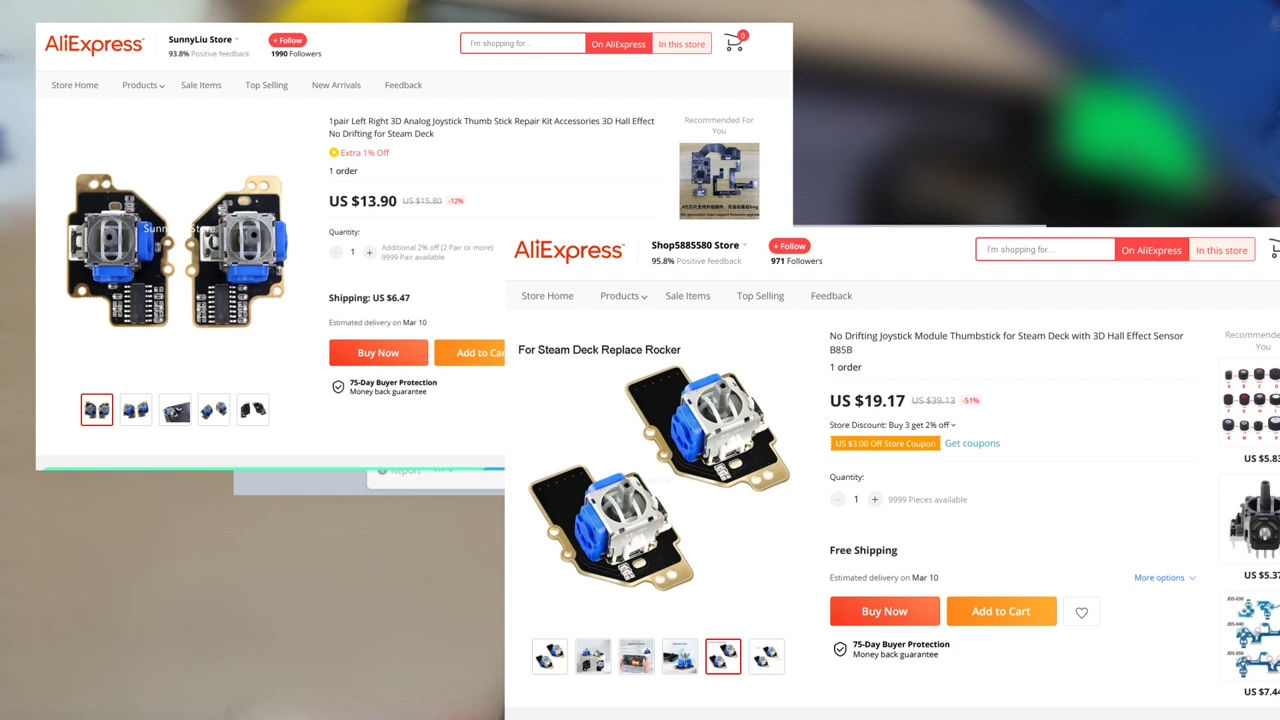 AliExpress™
SunnyLiu Store
93.8% Positive feedback
+ Follow
1990 Followers
I'm shopping for...
On AliExpress
In this store
0
Store Home
Products
Sale Items
Top Selling
New Arrivals
Feedback
1pair Left Right 3D Analog Joystick Thumb Stick Repair Kit Accessories 3D Hall Effect
No Drifting for Steam Deck
Extra 1% Off
1 order
US $13.90 US $15.80 -12%
Quantity:
1
Additional 2% off (2 Pair or more)
9999 Pair available
Shipping: US $6.47
Estimated delivery on Mar 10
Buy Now
Add to Car
75-Day Buyer Protection
Money back guarantee
Recommended For
You
Report
AliExpress™
Shop5885580 Store
95.8% Positive feedback
+ Follow
971 Followers
I'm shopping for...
On AliExpress
In this store
Store Home
Products
Sale Items
Top Selling
Feedback
For Steam Deck Replace Rocker
No Drifting Joystick Module Thumbstick for Steam Deck with 3D Hall Effect Sensor
B85B
1 order
US $19.17 US $39.13 -51%
Store Discount: Buy 3 get 2% off
US $3.00 Off Store Coupon Get coupons
Quantity:
1
9999 Pieces available
Free Shipping
Estimated delivery on Mar 10
More options
Buy Now
Add to Cart
75-Day Buyer Protection
Money back guarantee
Recommende
You
US $5.83
US $5.37
US $7.44